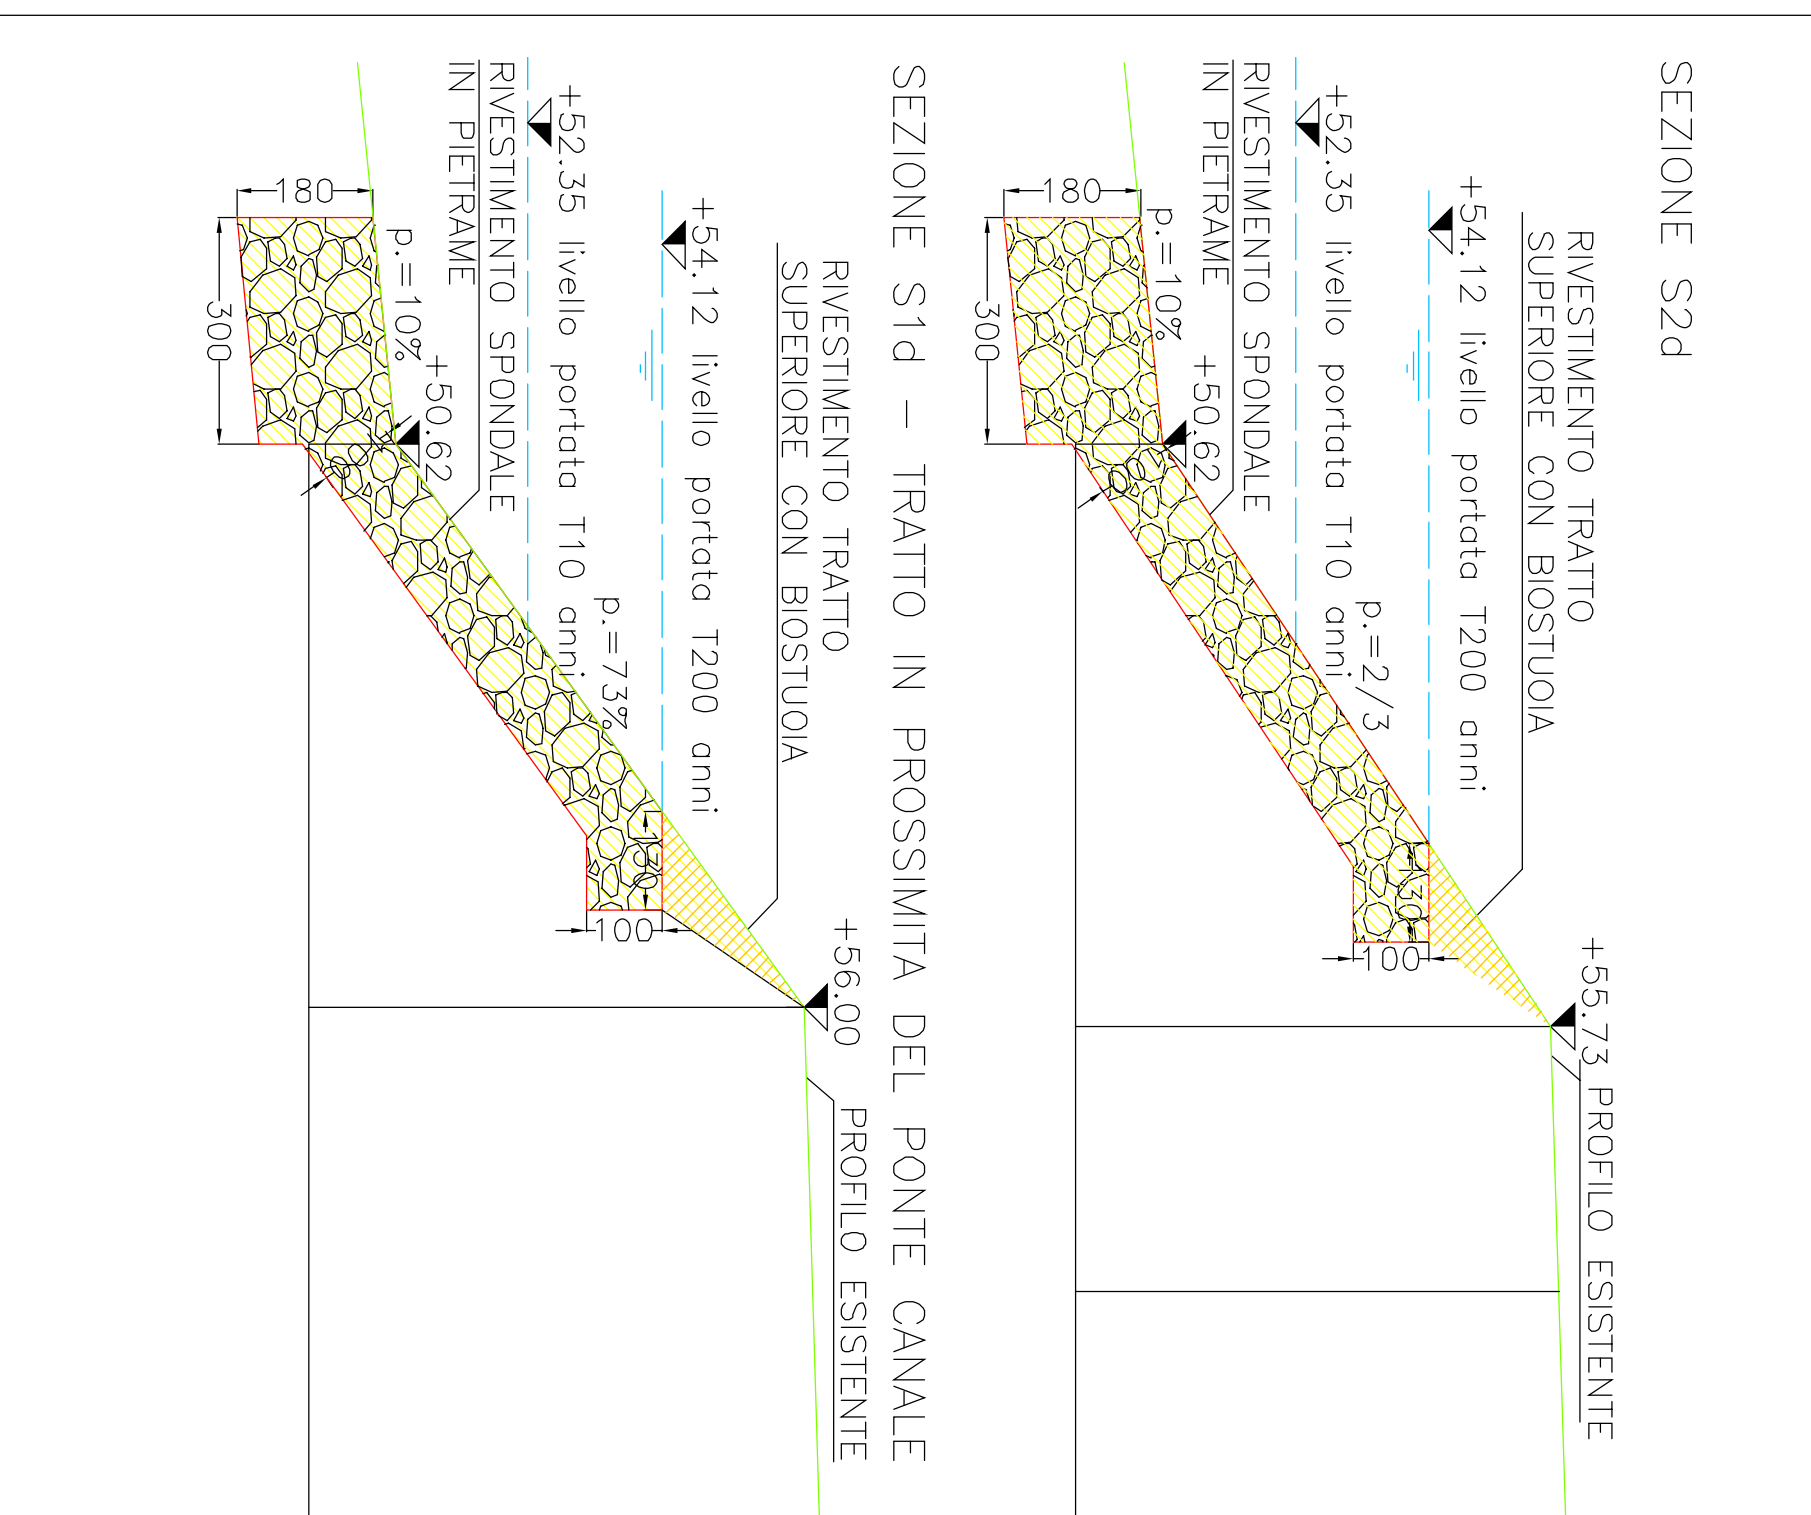 SEZIONE S2d
RIVESTIMENTO TRATTO
SUPERIORE CON BIOSTUOIA
+55.73
PROFILO ESISTENTE
+54.12 livello portata T200 anni
+52.35 livello portata T10 anni
p.=2/3
RIVESTIMENTO SPONDALE
IN PIETRAME
+50.62
p.=10%
180
300
130
100
SEZIONE S1d – TRATTO IN PROSSIMITA DEL PONTE CANALE
RIVESTIMENTO TRATTO
SUPERIORE CON BIOSTUOIA
+56.00
PROFILO ESISTENTE
+54.12 livello portata T200 anni
+52.35 livello portata T10 anni
p.=73%
RIVESTIMENTO SPONDALE
IN PIETRAME
+50.62
p.=10%
180
300
130
100